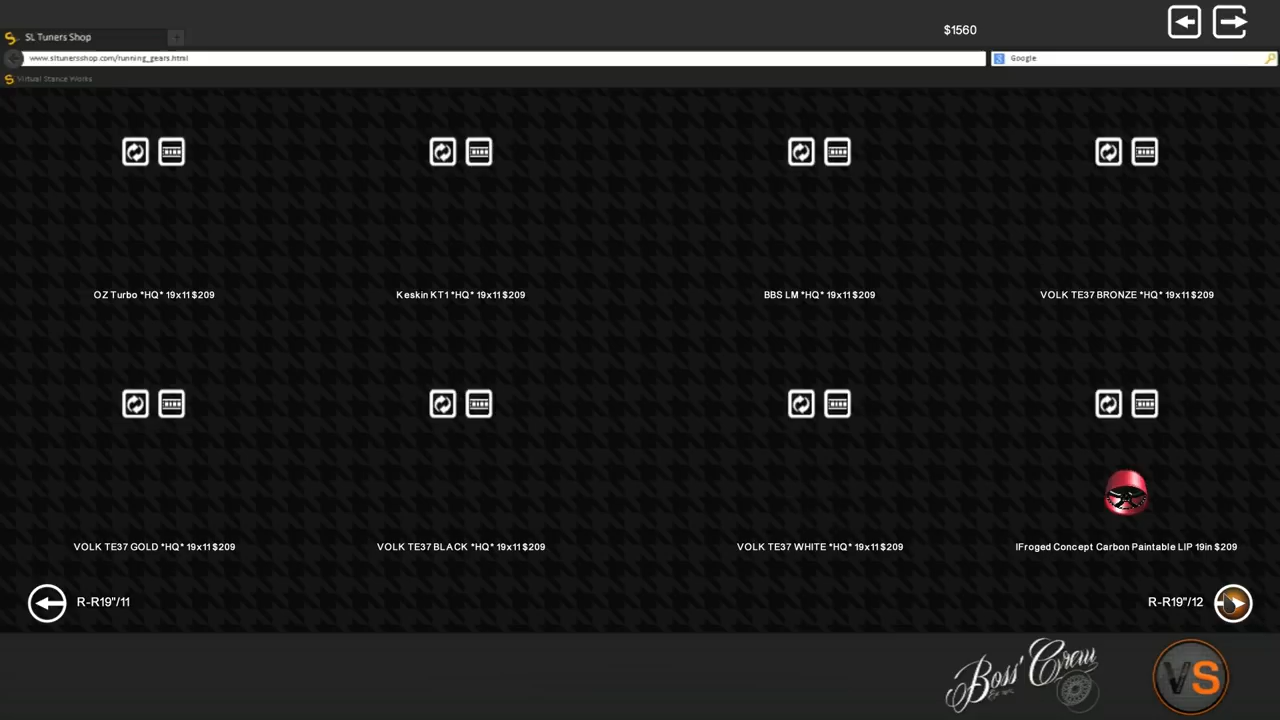 $1560
SL Tuners Shop
www.sltunersshop.com/running_gears.html
Google
Virtual Stance Works
OZ Turbo *HQ* 19x11 $209
Keskin KT1 *HQ* 19x11 $209
BBS LM *HQ* 19x11 $209
VOLK TE37 BRONZE *HQ* 19x11 $209
VOLK TE37 GOLD *HQ* 19x11 $209
VOLK TE37 BLACK *HQ* 19x11 $209
VOLK TE37 WHITE *HQ* 19x11 $209
IFroged Concept Carbon Paintable LIP 19in $209
R-R19"/11
R-R19"/12
Boss' Crew
VS